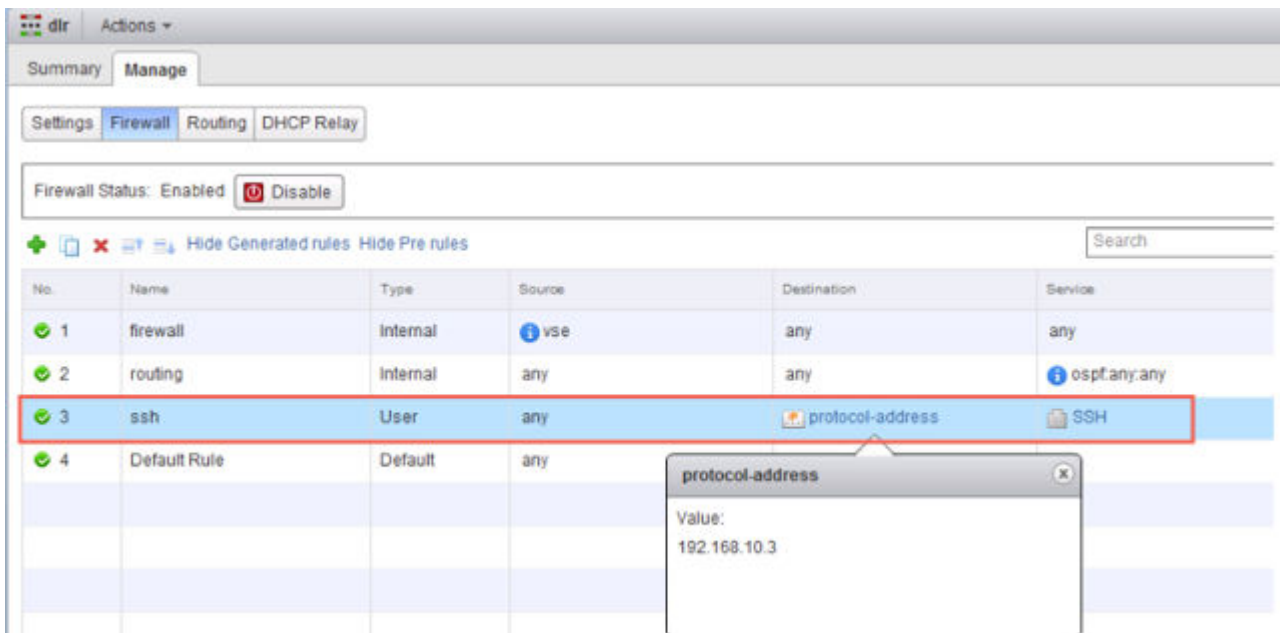 dlr Actions
Summary Manage
Settings Firewall Routing DHCP Relay
Firewall Status: Enabled Disable
Hide Generated rules Hide Pre rules Search
No. Name Type Source Destination Service
1 firewall Internal vse any any
2 routing Internal any any ospf:any:any
3 ssh User any protocol-address SSH
4 Default Rule Default any
protocol-address
Value:
192.168.10.3